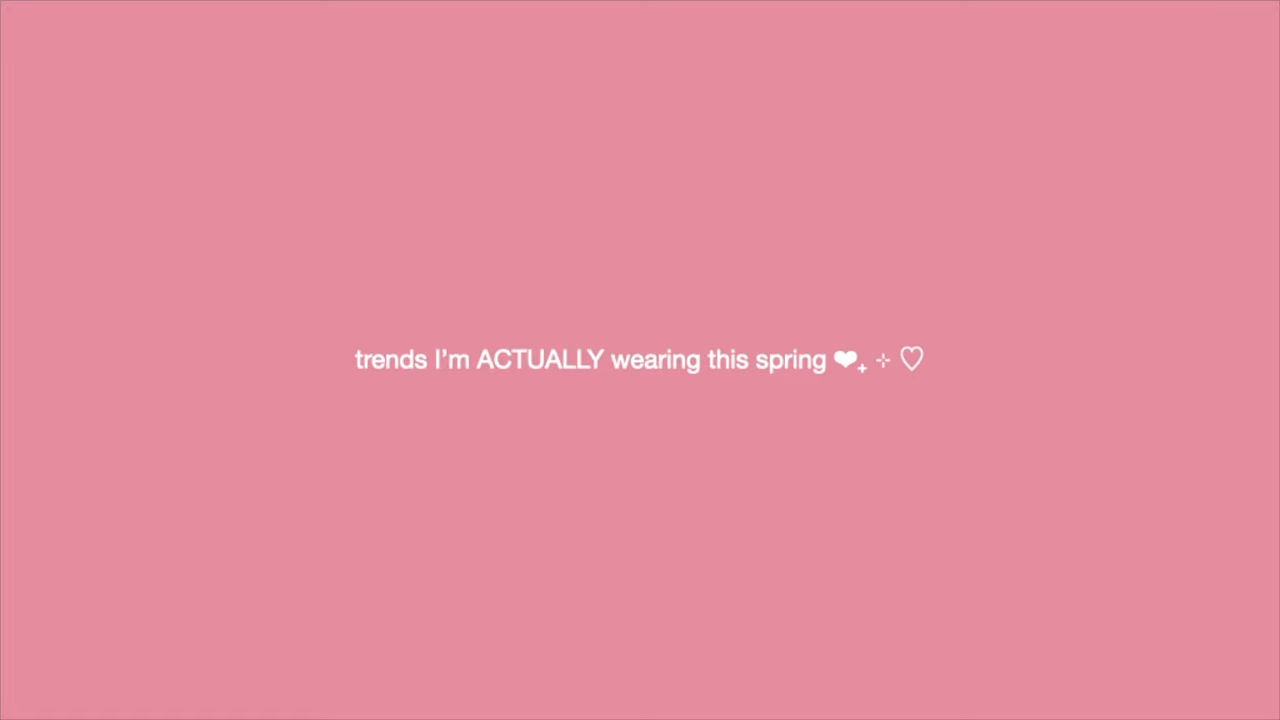 trends I’m ACTUALLY wearing this spring ❤₊ ⊹ ♡